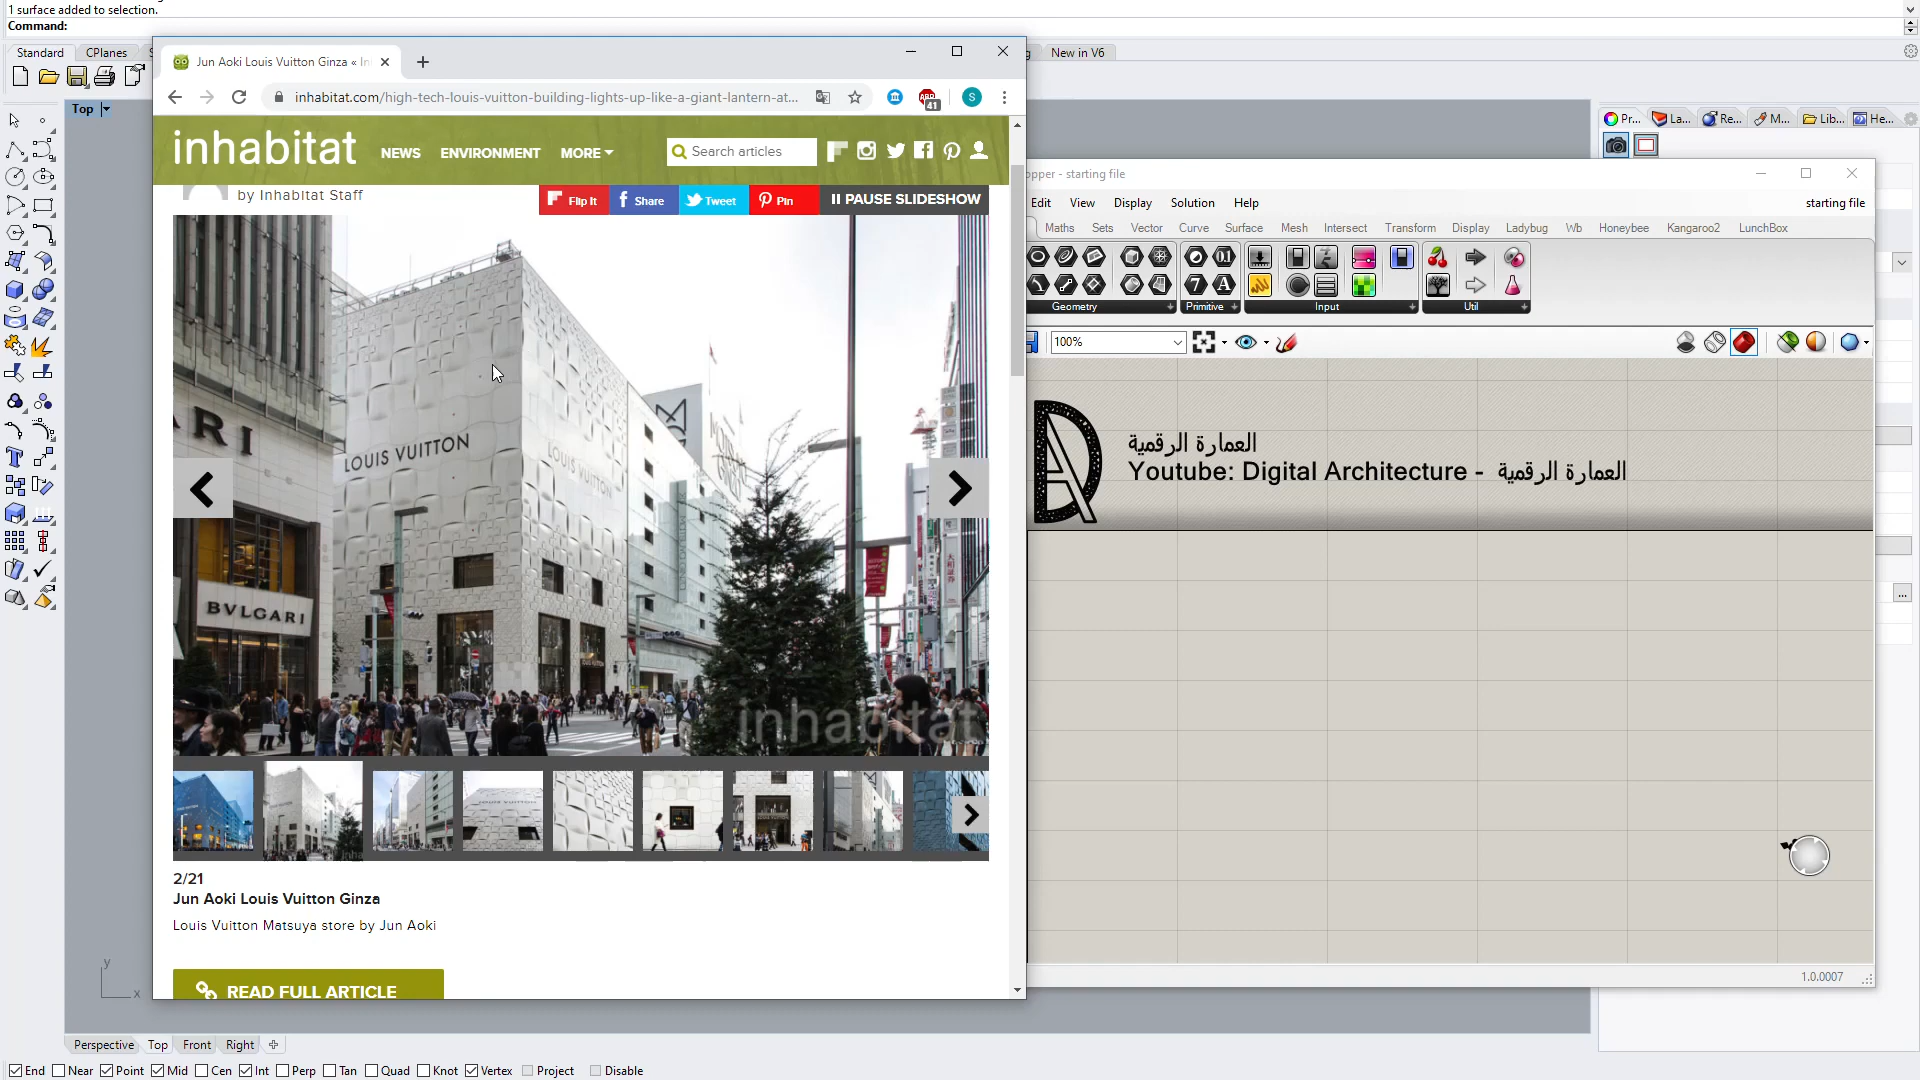 1 surface added to selection.
Command:
Standard
CPlanes
New in V6
Top
Jun Aoki Louis Vuitton Ginza «
inhabitat.com/high-tech-louis-vuitton-building-lights-up-like-a-giant-lantern-at...
ABP
41
S
inhabitat
NEWS
ENVIRONMENT
MORE
Search articles
by Inhabitat Staff
Flip It
Share
Tweet
Pin
PAUSE SLIDESHOW
LOUIS VUITTON
LOUIS VUITTON
BVLGARI
inhabitat
2/21
Jun Aoki Louis Vuitton Ginza
Louis Vuitton Matsuya store by Jun Aoki
READ FULL ARTICLE
Pr...
La...
Re...
M...
Lib...
He...
opper - starting file
Edit
View
Display
Solution
Help
starting file
Maths
Sets
Vector
Curve
Surface
Mesh
Intersect
Transform
Display
Ladybug
Wb
Honeybee
Kangaroo2
LunchBox
Geometry
Primitive
Input
Util
100%
العمارة الرقمية
Youtube: Digital Architecture - العمارة الرقمية
1.0.0007
y
x
Perspective
Top
Front
Right
End
Near
Point
Mid
Cen
Int
Perp
Tan
Quad
Knot
Vertex
Project
Disable